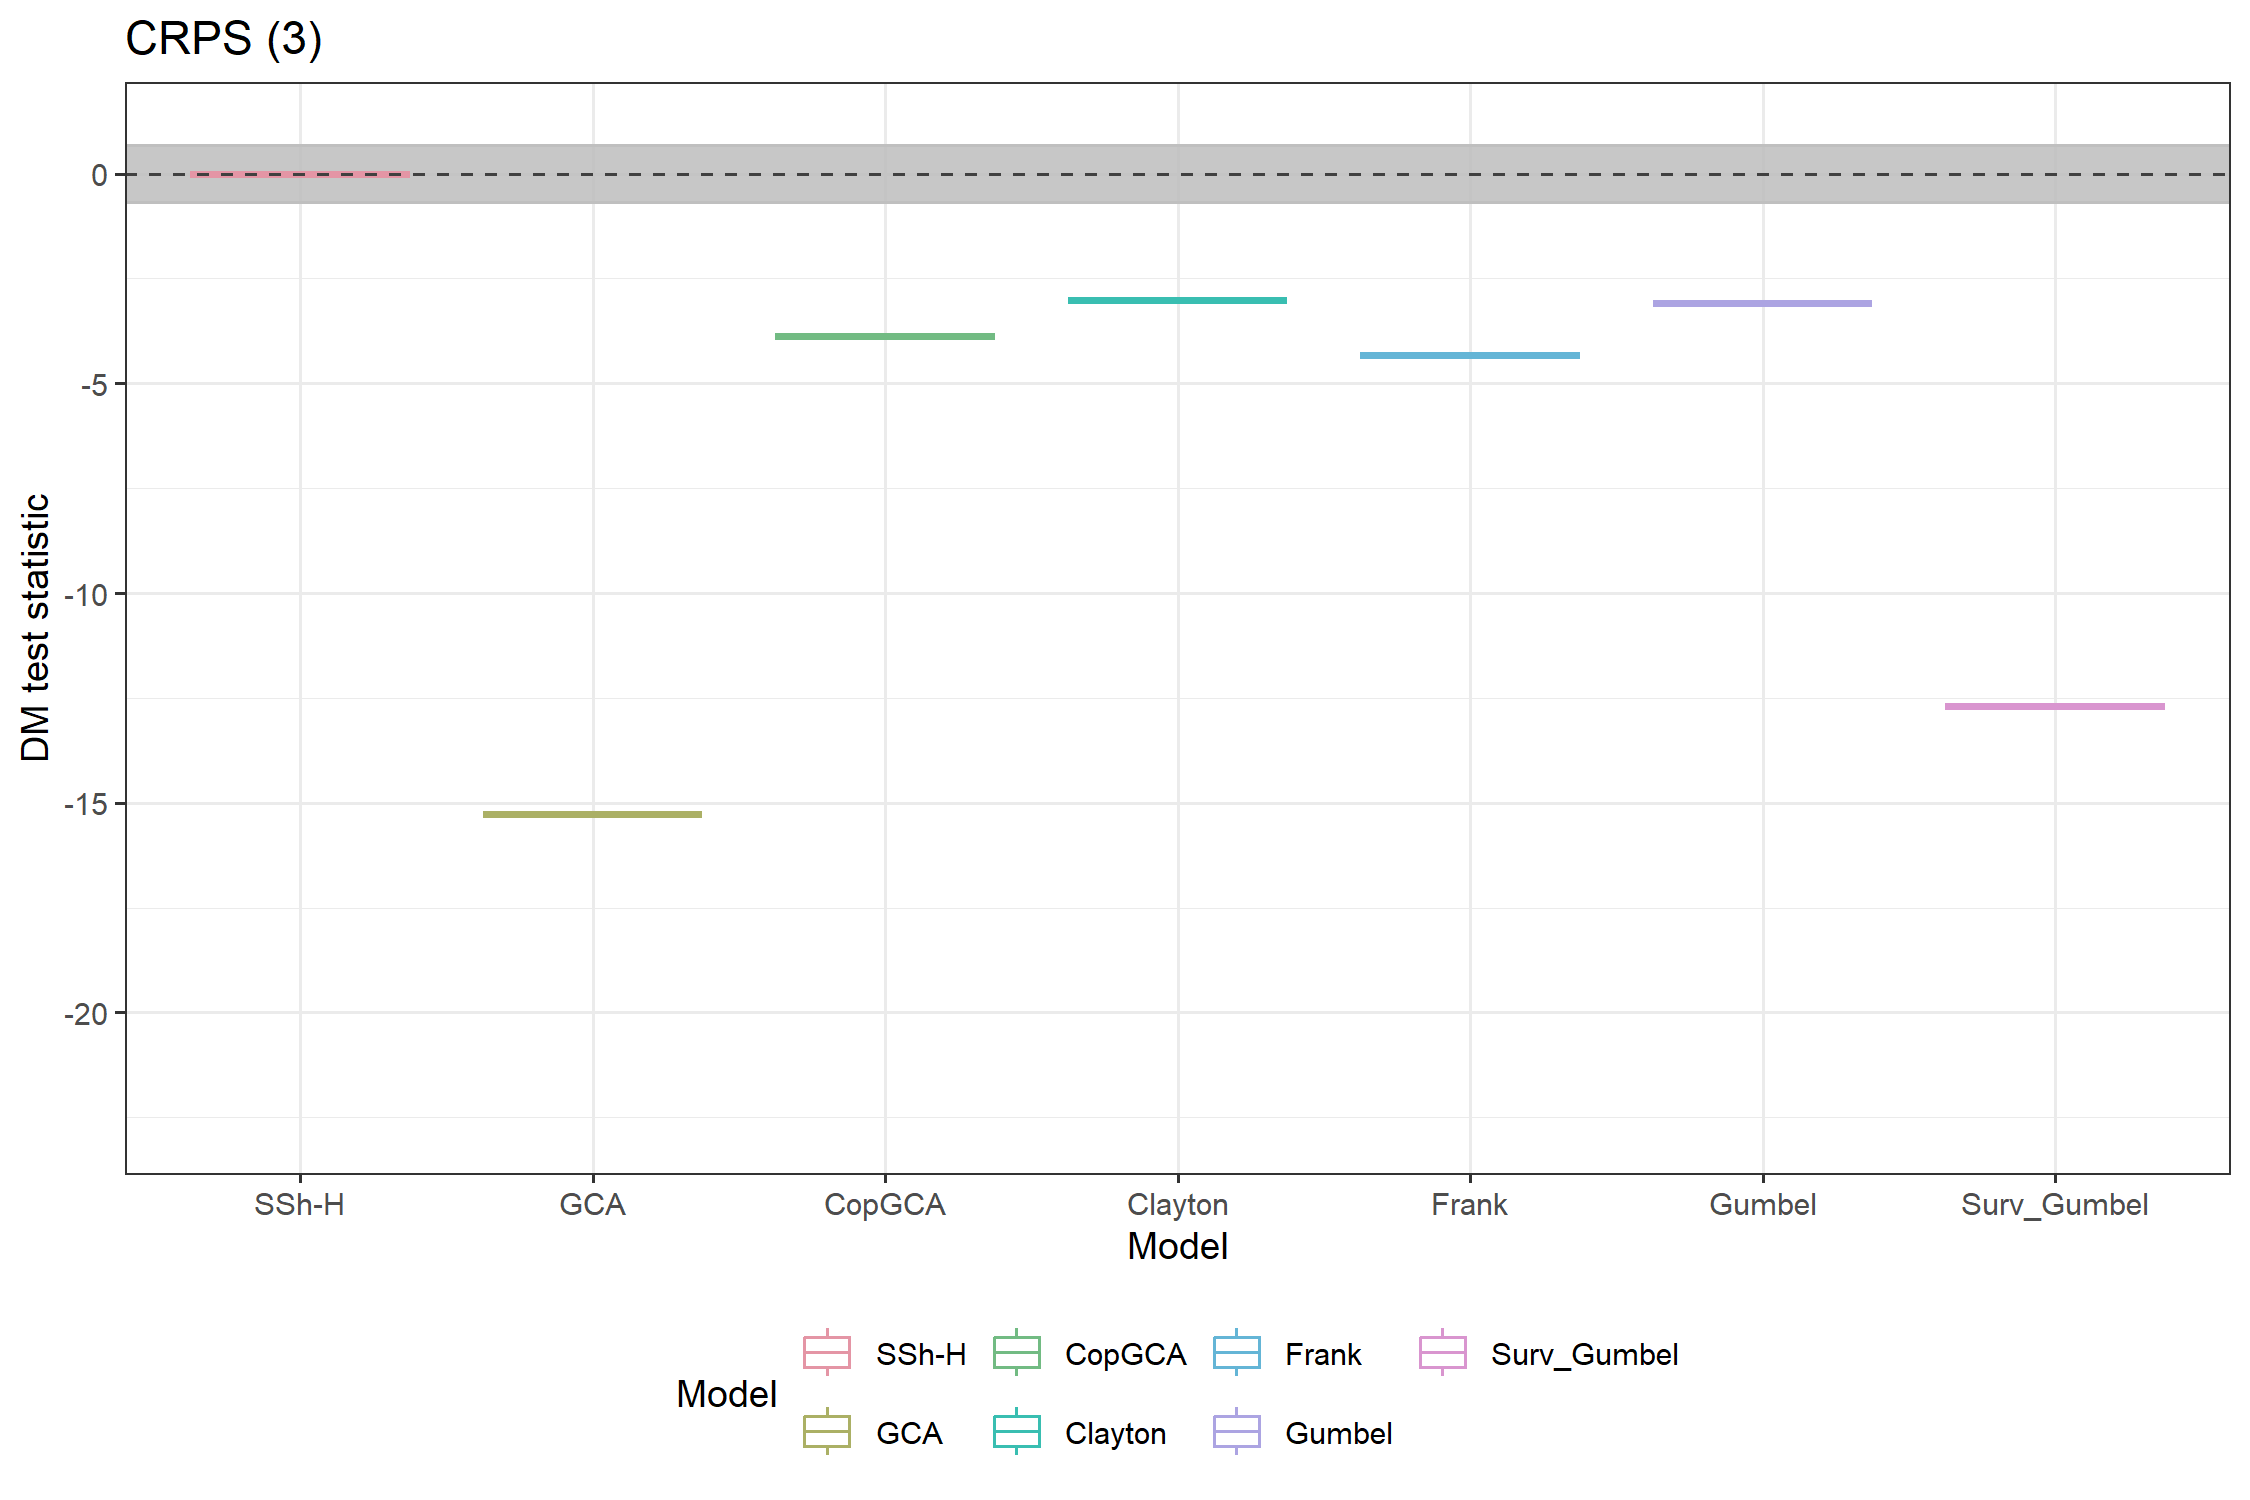 CRPS (3)
DM test statistic
0
-5
-10
-15
-20
SSh-H GCA CopGCA Clayton Frank Gumbel Surv_Gumbel
Model
Model
SSh-H CopGCA Frank Surv_Gumbel
GCA Clayton Gumbel